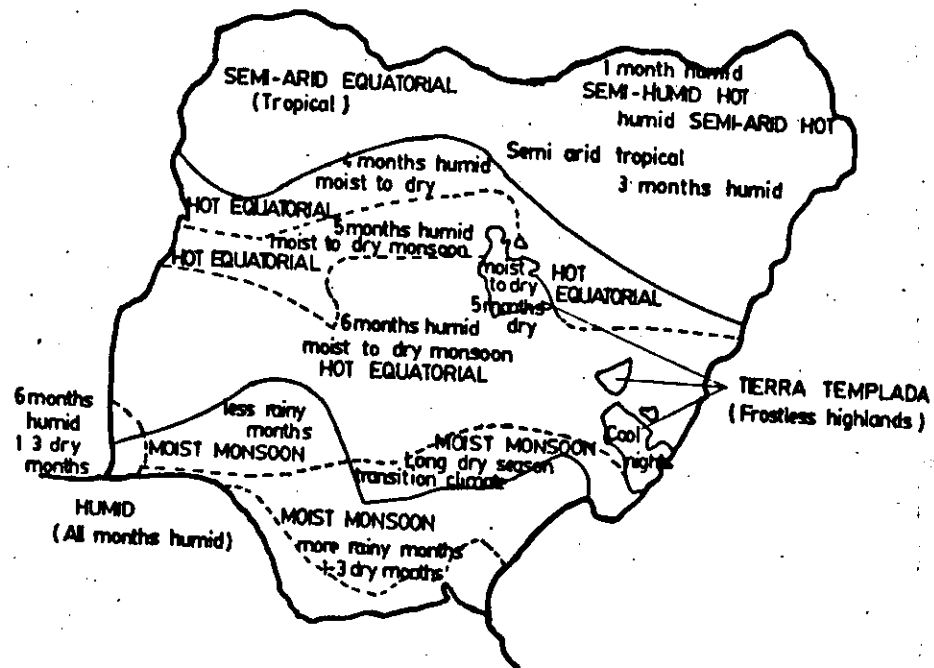 SEMI-ARID EQUATORIAL
(Tropical)
1 month humid
SEMI-HUMID HOT
humid SEMI-ARID HOT
Semi arid tropical
3 months humid
4 months humid
moist to dry
HOT EQUATORIAL
5 months humid
moist to dry monsoon
HOT EQUATORIAL
moist
to dry
5 months
dry
HOT
EQUATORIAL
6 months humid
moist to dry monsoon
HOT EQUATORIAL
TIERRA TEMPLADA
(Frostless highlands)
6 months
humid
1 3 dry
months
less rainy
months
MOIST MONSOON
MOIST MONSOON
Long dry season
transition climate
Cool
nights
HUMID
(All months humid)
MOIST MONSOON
more rainy months
1-3 dry months